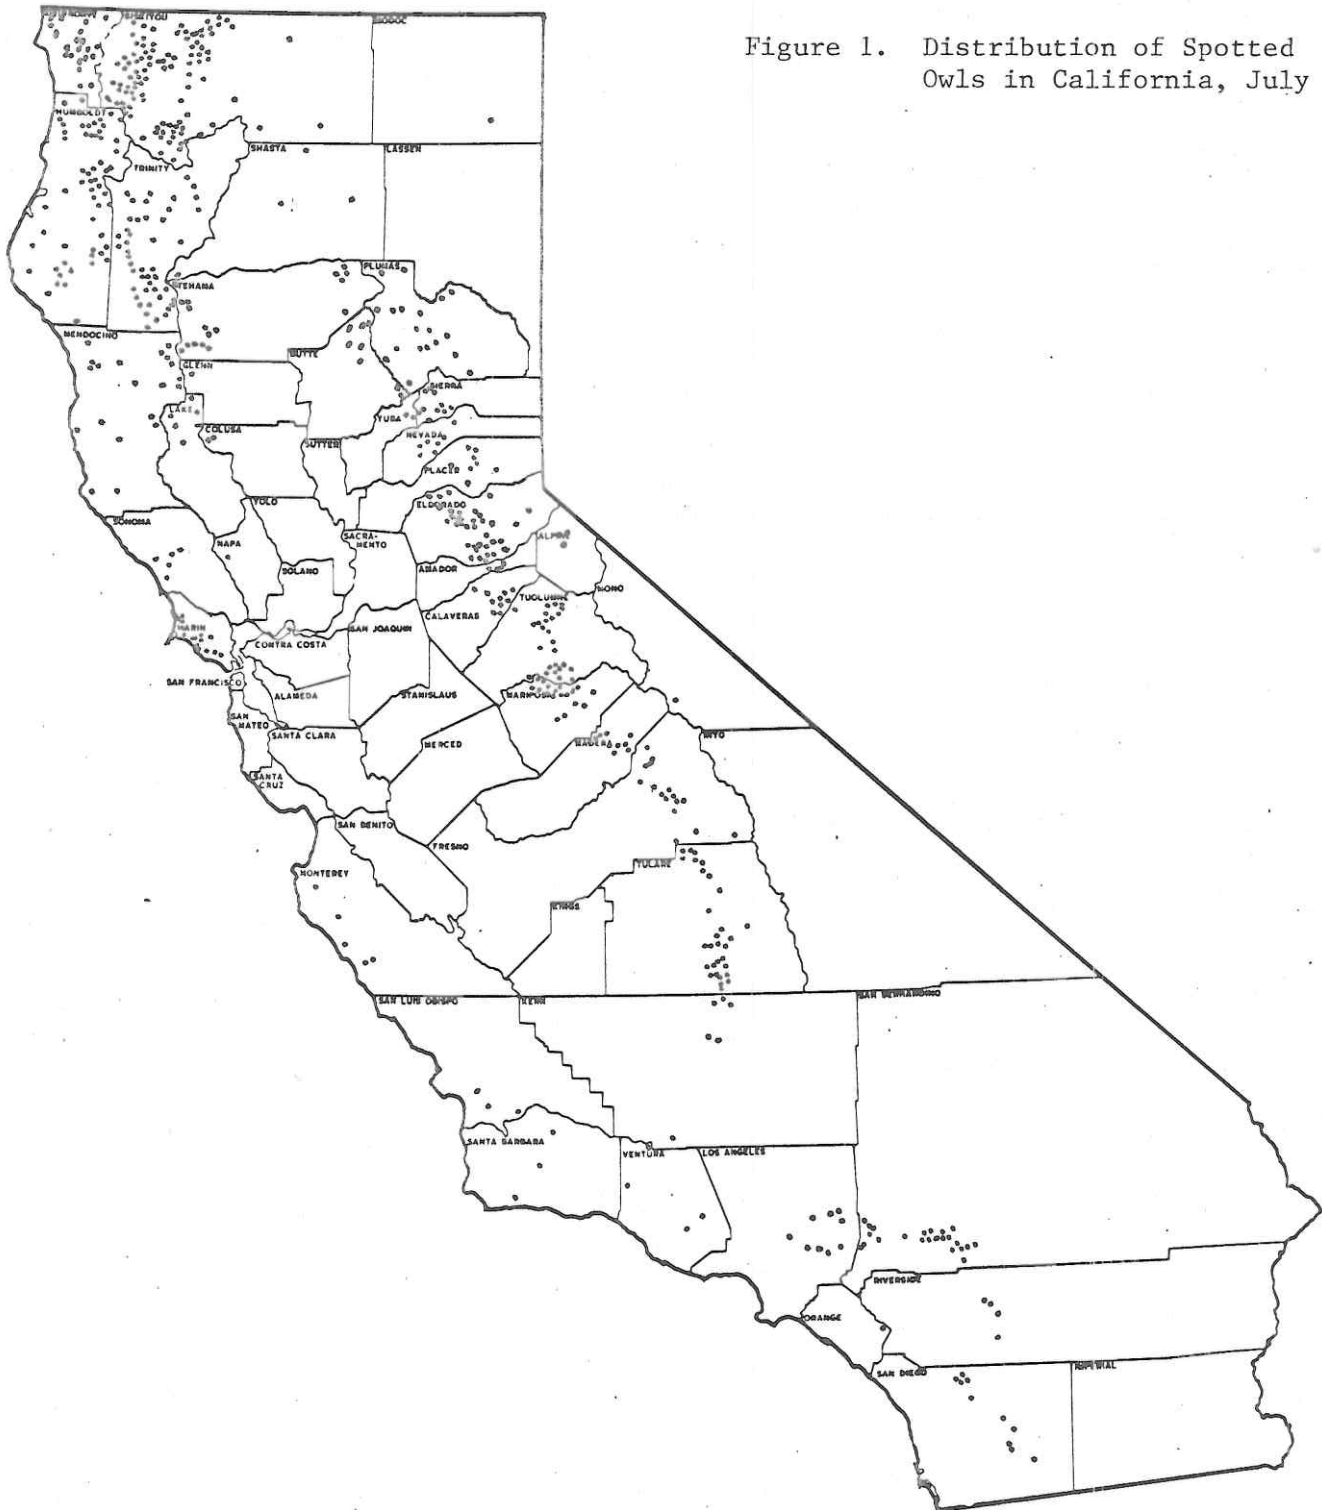 Figure 1. Distribution of Spotted
Owls in California, July
SISKIYOU
MODOC
HUMBOLDT
TRINITY
SHASTA
LASSEN
TEHAMA
PLUMAS
MENDOCINO
GLENN
BUTTE
SIERRA
LAKE
COLUSA
YUBA
SUTTER
NEVADA
PLACER
SONOMA
YOLO
ELDORADO
NAPA
SACRA-
MENTO
ALPINE
SOLANO
AMADOR
MONO
MARIN
CONTRA COSTA
SAN JOAQUIN
CALAVERAS
TUOLUMNE
SAN FRANCISCO
ALAMEDA
STANISLAUS
MARIPOSA
SAN
MATEO
SANTA CLARA
MERCED
MADERA
INYO
SANTA
CRUZ
SAN BENITO
FRESNO
MONTEREY
TULARE
KINGS
SAN LUIS OBISPO
KERN
SAN BERNARDINO
SANTA BARBARA
VENTURA
LOS ANGELES
RIVERSIDE
ORANGE
SAN DIEGO
IMPERIAL